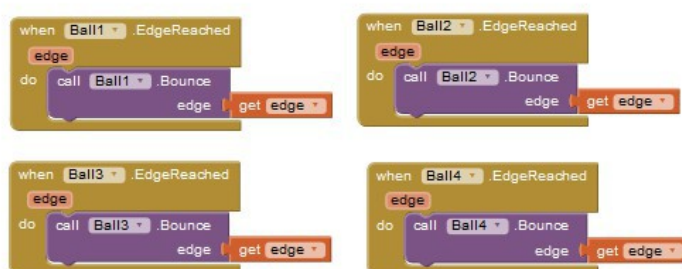 when Ball1 .EdgeReached
edge
do call Ball1 .Bounce
edge get edge
when Ball2 .EdgeReached
edge
do call Ball2 .Bounce
edge get edge
when Ball3 .EdgeReached
edge
do call Ball3 .Bounce
edge get edge
when Ball4 .EdgeReached
edge
do call Ball4 .Bounce
edge get edge